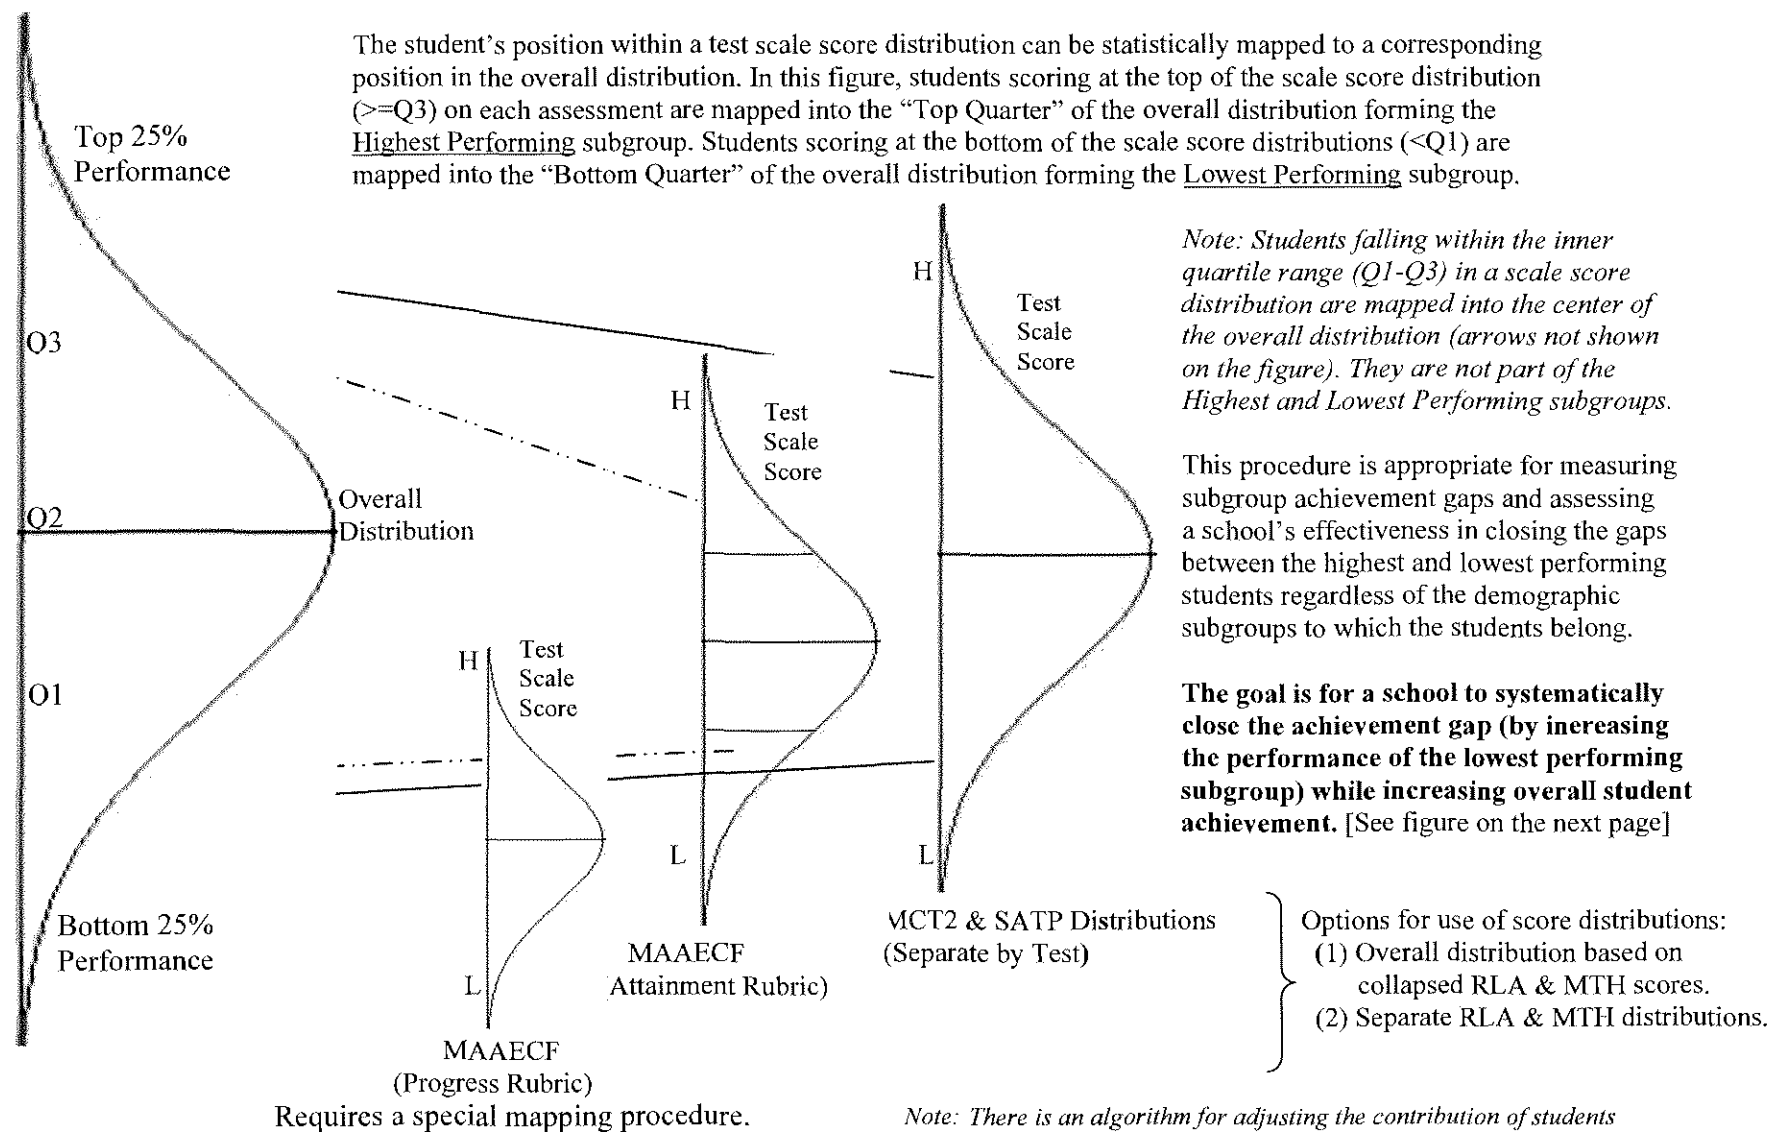 The student's position within a test scale score distribution can be statistically mapped to a corresponding
position in the overall distribution. In this figure, students scoring at the top of the scale score distribution
(>=Q3) on each assessment are mapped into the “Top Quarter” of the overall distribution forming the
Highest Performing subgroup. Students scoring at the bottom of the scale score distributions (<Q1) are
mapped into the “Bottom Quarter” of the overall distribution forming the Lowest Performing subgroup.
Top 25%
Performance
Q3
Q2
Q1
Overall
Distribution
Bottom 25%
Performance
H
Test
Scale
Score
L
MAAECF
(Progress Rubric)
Requires a special mapping procedure.
H
Test
Scale
Score
L
MAAECF
Attainment Rubric)
H
Test
Scale
Score
L
MCT2 & SATP Distributions
(Separate by Test)
Note: Students falling within the inner
quartile range (Q1-Q3) in a scale score
distribution are mapped into the center of
the overall distribution (arrows not shown
on the figure). They are not part of the
Highest and Lowest Performing subgroups.
This procedure is appropriate for measuring
subgroup achievement gaps and assessing
a school's effectiveness in closing the gaps
between the highest and lowest performing
students regardless of the demographic
subgroups to which the students belong.
The goal is for a school to systematically
close the achievement gap (by increasing
the performance of the lowest performing
subgroup) while increasing overall student
achievement. [See figure on the next page]
Options for use of score distributions:
(1) Overall distribution based on
collapsed RLA & MTH scores.
(2) Separate RLA & MTH distributions.
Note: There is an algorithm for adjusting the contribution of students